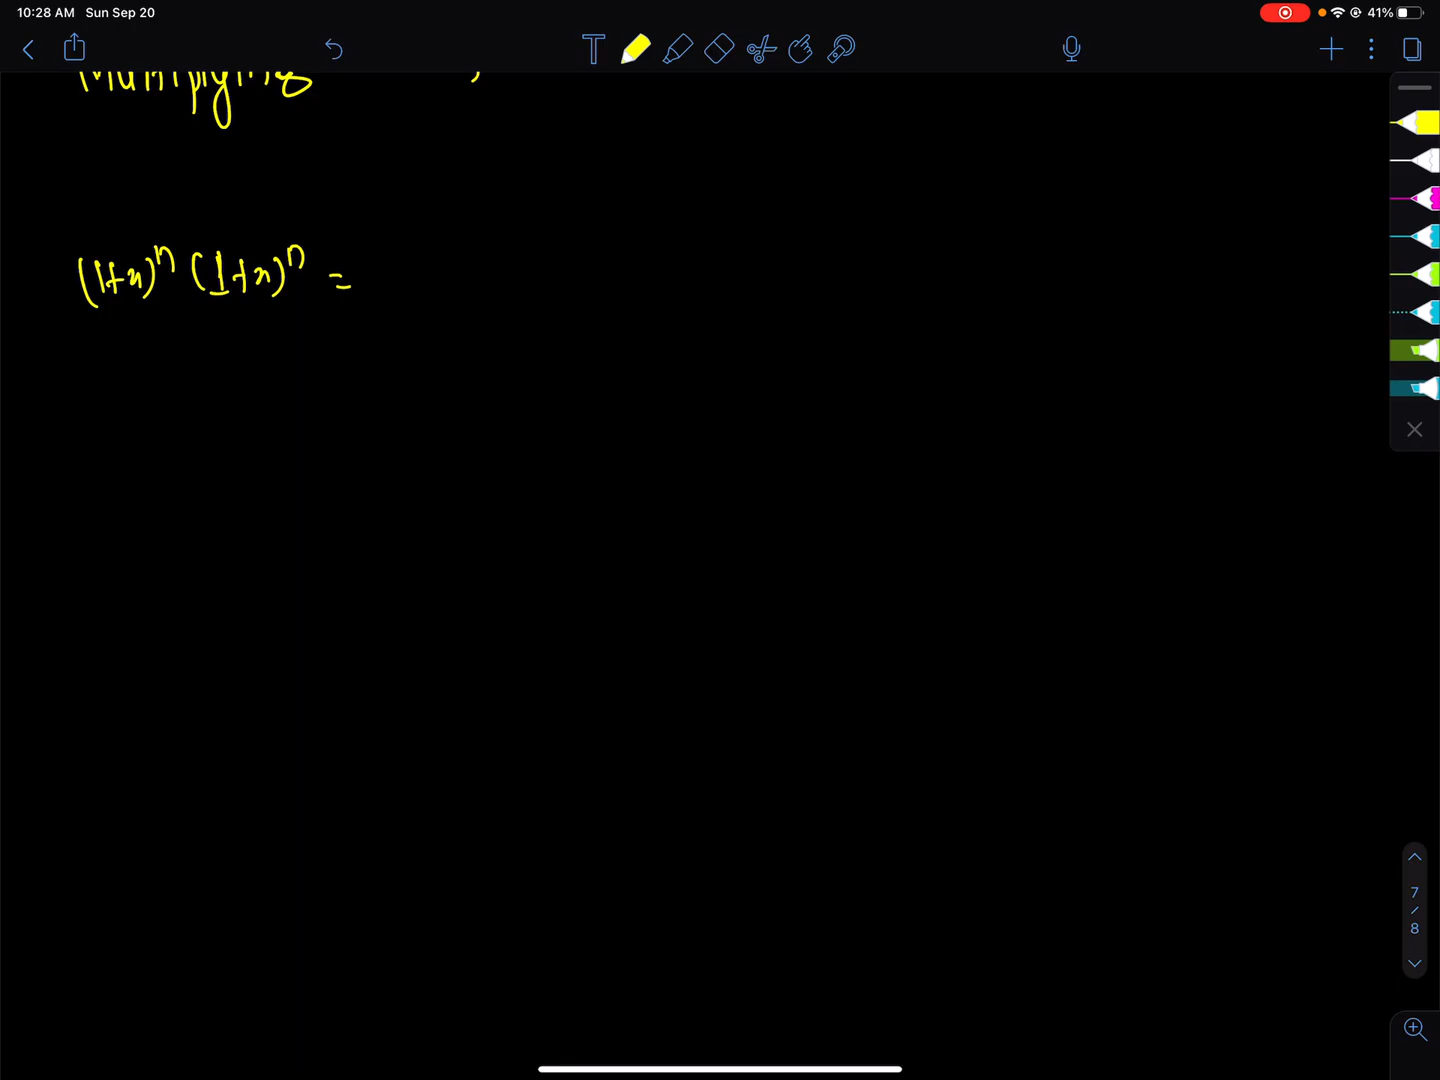 10:28 AM Sun Sep 20
41%
T
Multiplying ,
(1+x)^n (1+x)^n =
7
/
8